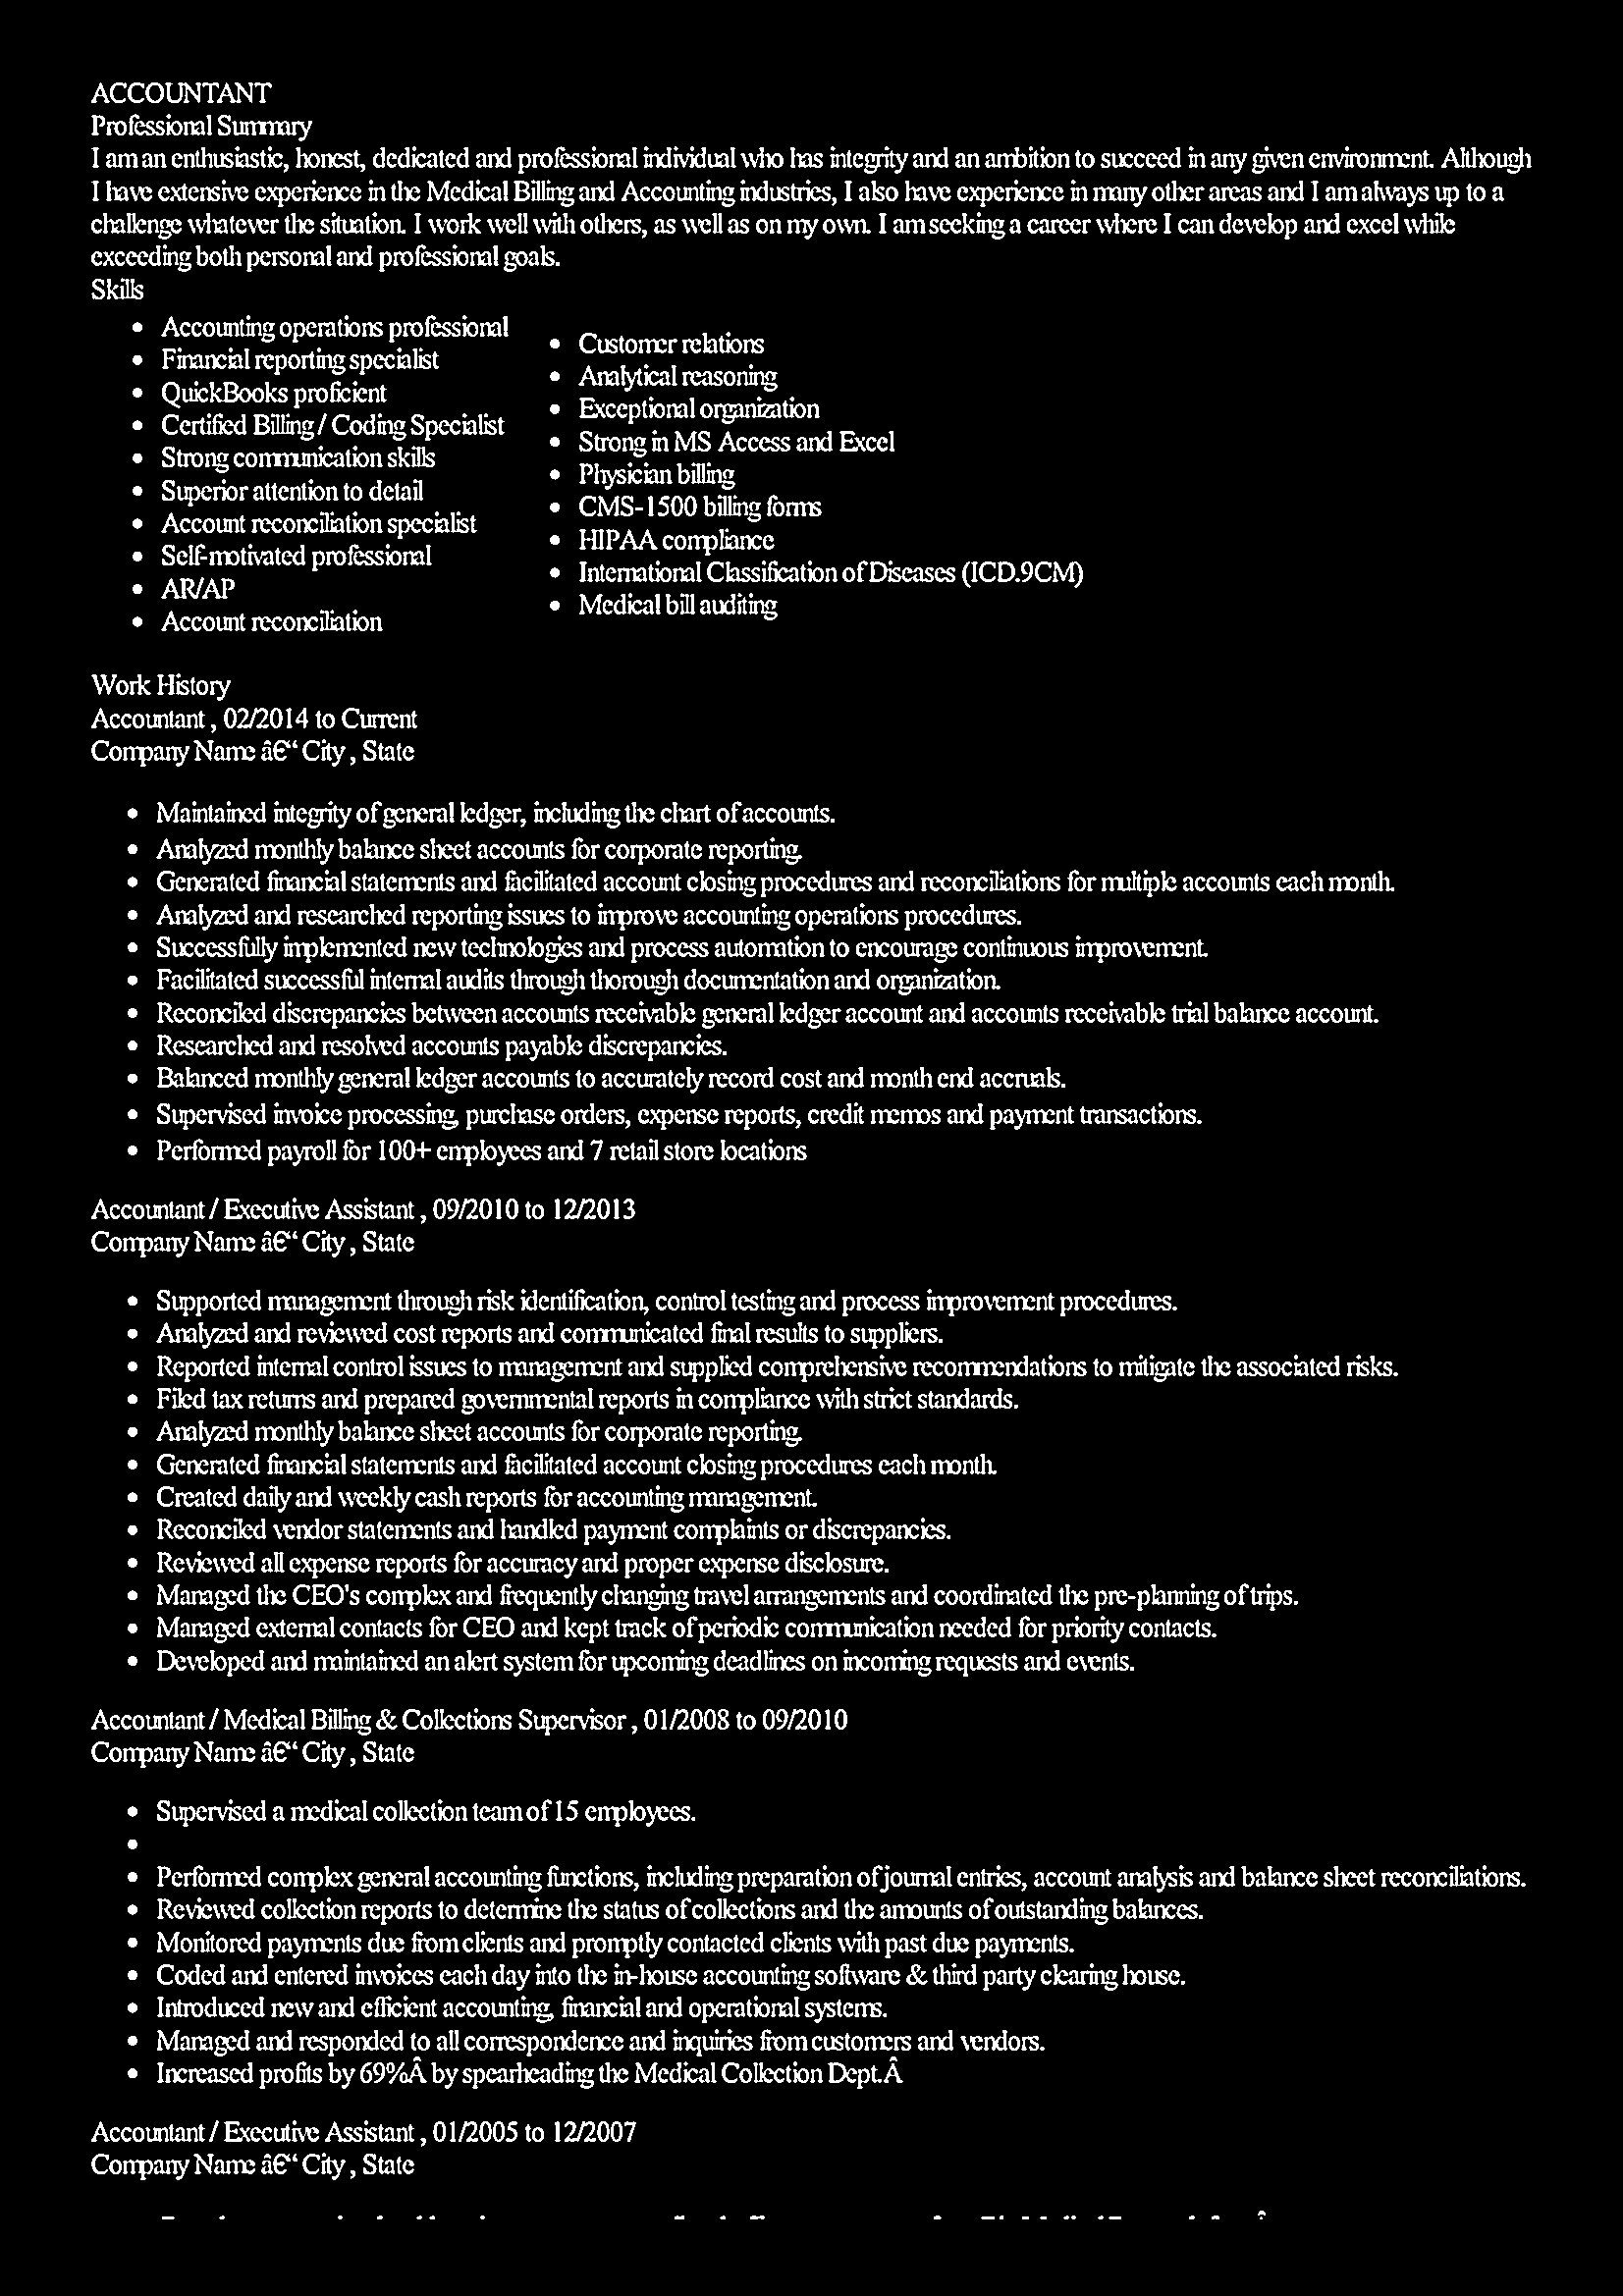 ACCOUNTANT
Professional Summary
I am an enthusiastic, honest, dedicated and professional individual who has integrity and an ambition to succeed in any given environment. Although
I have extensive experience in the Medical Billing and Accounting industries, I also have experience in many other areas and I am always up to a
challenge whatever the situation. I work well with others, as well as on my own. I am seeking a career where I can develop and excel while
exceeding both personal and professional goals.
Skills
• Accounting operations professional
• Financial reporting specialist
• QuickBooks proficient
• Certified Billing / Coding Specialist
• Strong communication skills
• Superior attention to detail
• Account reconciliation specialist
• Self-motivated professional
• AR/AP
• Account reconciliation
• Customer relations
• Analytical reasoning
• Exceptional organization
• Strong in MS Access and Excel
• Physician billing
• CMS-1500 billing forms
• HIPAA compliance
• International Classification of Diseases (ICD.9CM)
• Medical bill auditing
Work History
Accountant , 02/2014 to Current
Company Name â€“ City , State
• Maintained integrity of general ledger, including the chart of accounts.
• Analyzed monthly balance sheet accounts for corporate reporting.
• Generated financial statements and facilitated account closing procedures and reconciliations for multiple accounts each month.
• Analyzed and researched reporting issues to improve accounting operations procedures.
• Successfully implemented new technologies and process automation to encourage continuous improvement.
• Facilitated successful internal audits through thorough documentation and organization.
• Reconciled discrepancies between accounts receivable general ledger account and accounts receivable trial balance account.
• Researched and resolved accounts payable discrepancies.
• Balanced monthly general ledger accounts to accurately record cost and month end accruals.
• Supervised invoice processing, purchase orders, expense reports, credit memos and payment transactions.
• Performed payroll for 100+ employees and 7 retail store locations
Accountant / Executive Assistant , 09/2010 to 12/2013
Company Name â€“ City , State
• Supported management through risk identification, control testing and process improvement procedures.
• Analyzed and reviewed cost reports and communicated final results to suppliers.
• Reported internal control issues to management and supplied comprehensive recommendations to mitigate the associated risks.
• Filed tax returns and prepared governmental reports in compliance with strict standards.
• Analyzed monthly balance sheet accounts for corporate reporting.
• Generated financial statements and facilitated account closing procedures each month.
• Created daily and weekly cash reports for accounting management.
• Reconciled vendor statements and handled payment complaints or discrepancies.
• Reviewed all expense reports for accuracy and proper expense disclosure.
• Managed the CEO's complex and frequently changing travel arrangements and coordinated the pre-planning of trips.
• Managed external contacts for CEO and kept track of periodic communication needed for priority contacts.
• Developed and maintained an alert system for upcoming deadlines on incoming requests and events.
Accountant / Medical Billing & Collections Supervisor , 01/2008 to 09/2010
Company Name â€“ City , State
• Supervised a medical collection team of 15 employees.
•
• Performed complex general accounting functions, including preparation of journal entries, account analysis and balance sheet reconciliations.
• Reviewed collection reports to determine the status of collections and the amounts of outstanding balances.
• Monitored payments due from clients and promptly contacted clients with past due payments.
• Coded and entered invoices each day into the in-house accounting software & third party clearing house.
• Introduced new and efficient accounting, financial and operational systems.
• Managed and responded to all correspondence and inquiries from customers and vendors.
• Increased profits by 69%Â by spearheading the Medical Collection Dept.Â
Accountant / Executive Assistant , 01/2005 to 12/2007
Company Name â€“ City , State